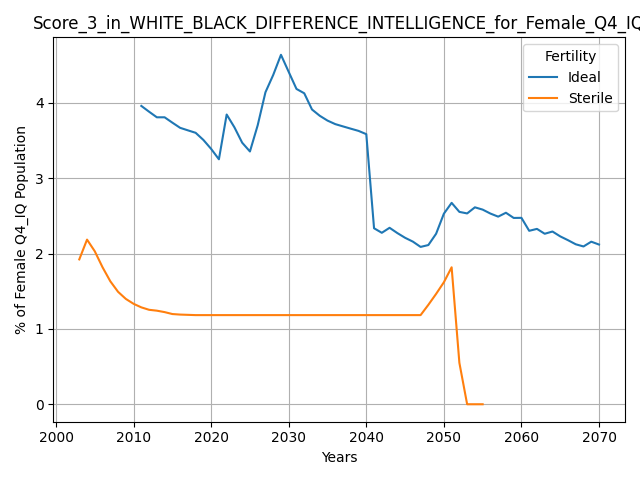 Score_3_in_WHITE_BLACK_DIFFERENCE_INTELLIGENCE_for_Female_Q4_IQ
Fertility
Ideal
Sterile
% of Female Q4_IQ Population
4
3
2
1
0
2000 2010 2020 2030 2040 2050 2060 2070
Years